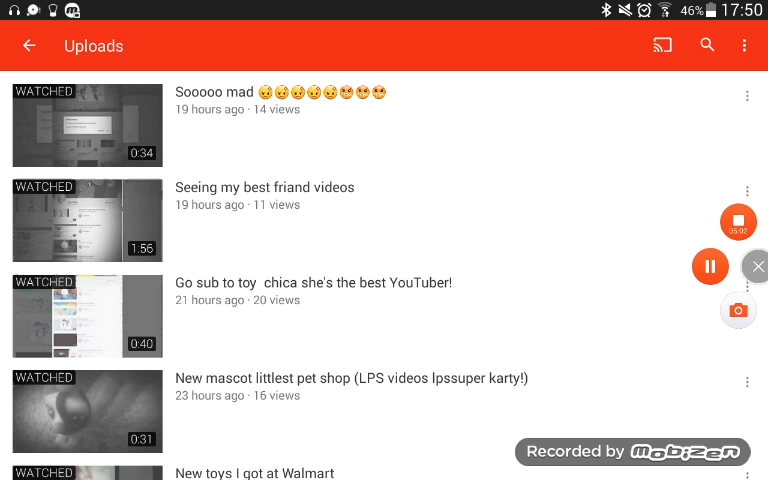 46% 17:50
Uploads
WATCHED
Sooooo mad 😠😠😠😠😠😁😁😁
19 hours ago · 14 views
0:34
WATCHED
Seeing my best friand videos
19 hours ago · 11 views
1:56
05:02
WATCHED
Go sub to toy  chica she's the best YouTuber!
21 hours ago · 20 views
0:40
WATCHED
New mascot littlest pet shop (LPS videos lpssuper karty!)
23 hours ago · 16 views
0:31
Recorded by mobizen
WATCHED
New toys I got at Walmart